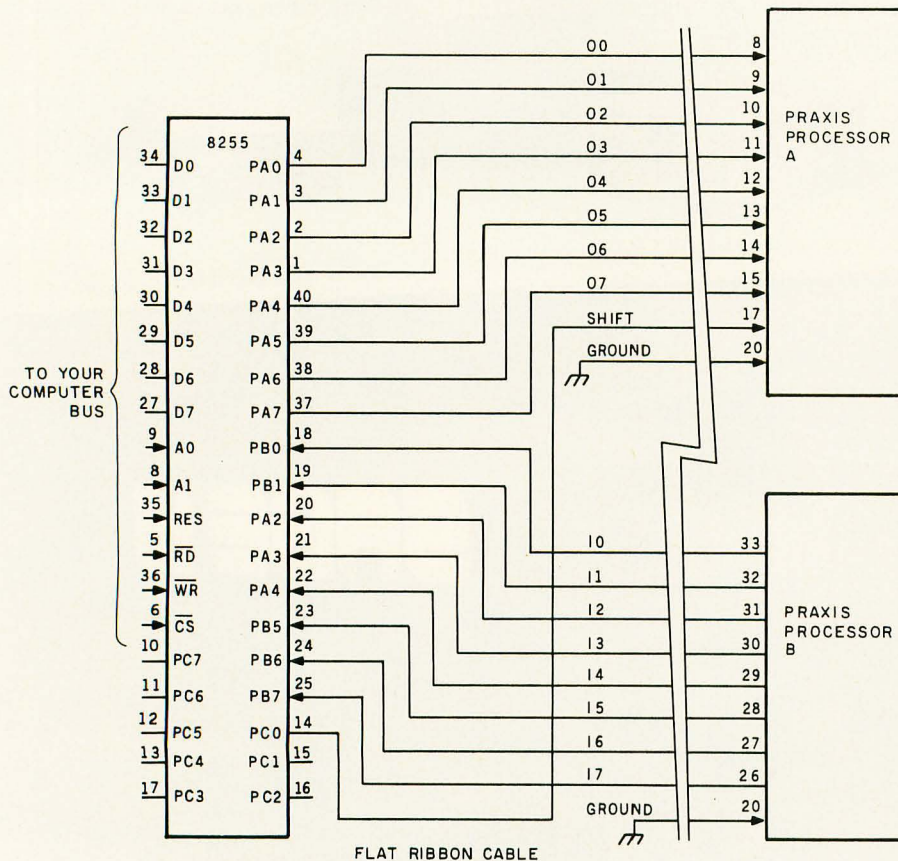 8255
34 D0 PA0 4
33 D1 PA1 3
32 D2 PA2 2
31 D3 PA3 1
30 D4 PA4 40
29 D5 PA5 39
28 D6 PA6 38
27 D7 PA7 37
9 A0 PB0 18
8 A1 PB1 19
35 RES PA2 20
5 R̅D̅ PA3 21
36 W̅R̅ PA4 22
6 C̅S̅ PB5 23
10 PC7 PB6 24
11 PC6 PB7 25
12 PC5 PC0 14
13 PC4 PC1 15
17 PC3 PC2 16
TO YOUR
COMPUTER
BUS
O0 8
O1 9
O2 10
O3 11
O4 12
O5 13
O6 14
O7 15
SHIFT 17
GROUND 20
PRAXIS
PROCESSOR
A
I0 33
I1 32
I2 31
I3 30
I4 29
I5 28
I6 27
I7 26
GROUND 20
PRAXIS
PROCESSOR
B
FLAT RIBBON CABLE